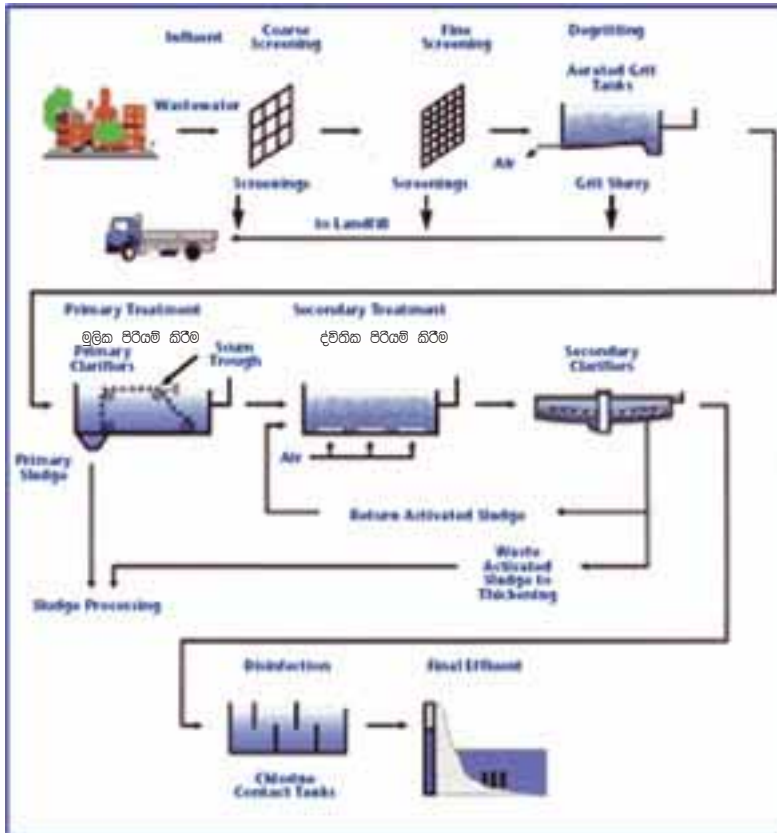 Influent
Coarse
Screening
Fine
Screening
Degritting
Aerated Grit
Tanks
Wastewater
Air
Screenings
Screenings
Grit Slurry
to Landfill
Primary Treatment
මූලික පිරියම් කිරීම
Primary
Clarifiers
Scum
Trough
Secondary Treatment
ද්විතික පිරියම් කිරීම
Secondary
Clarifiers
Primary
Sludge
Air
Return Activated Sludge
Waste
Activated
Sludge to
Thickening
Sludge Processing
Disinfection
Final Effluent
Chlorine
Contact Tanks